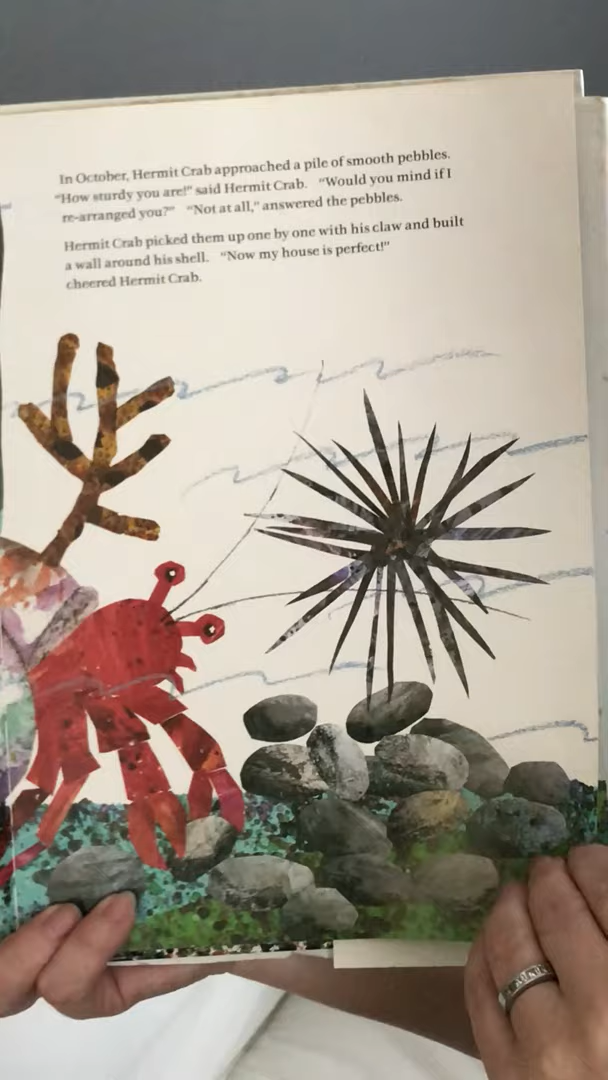 In October, Hermit Crab approached a pile of smooth pebbles.
"How sturdy you are!" said Hermit Crab. "Would you mind if I
re-arranged you?" "Not at all," answered the pebbles.
Hermit Crab picked them up one by one with his claw and built
a wall around his shell. "Now my house is perfect!"
cheered Hermit Crab.